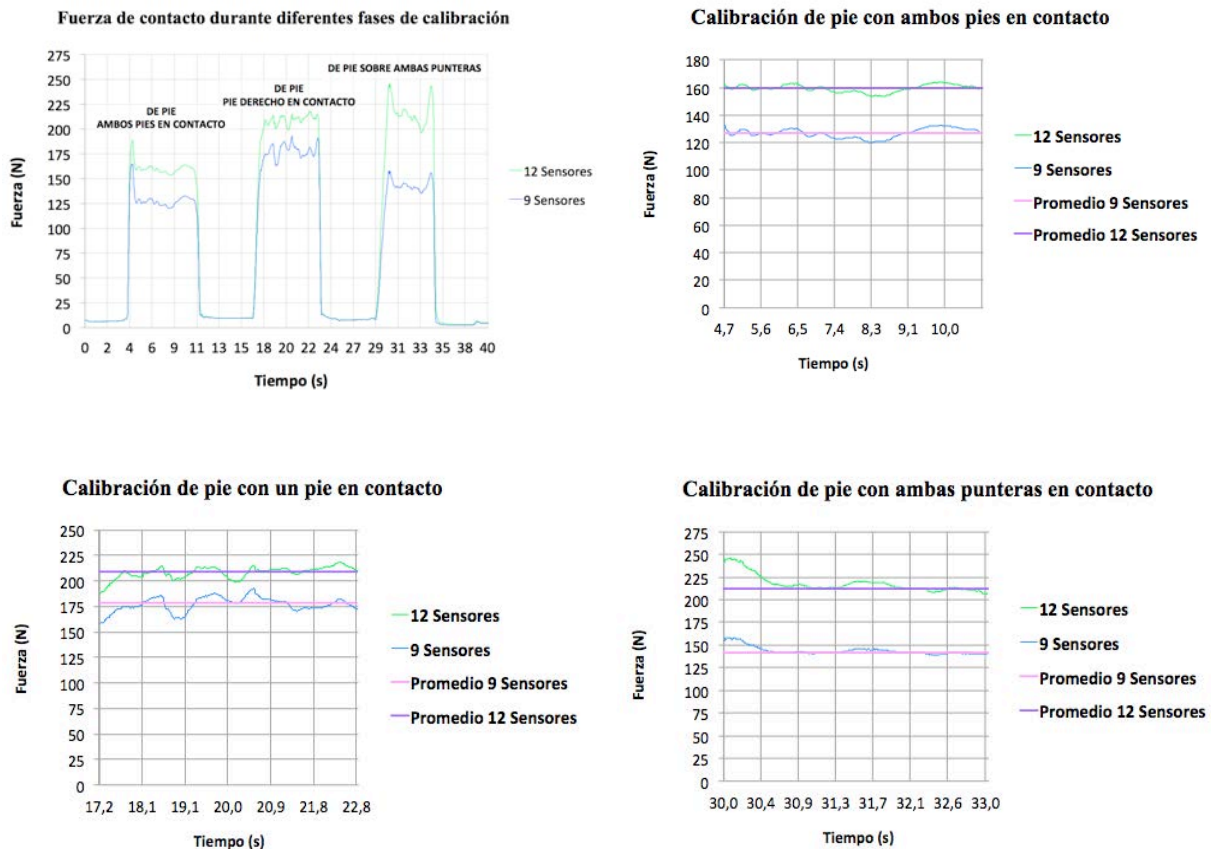 Fuerza de contacto durante diferentes fases de calibración
275
250
225
200
175
150
125
100
75
50
25
0
Fuerza (N)
DE PIE
AMBOS PIES EN CONTACTO
DE PIE
PIE DERECHO EN CONTACTO
DE PIE SOBRE AMBAS PUNTERAS
12 Sensores
9 Sensores
0 2 4 6 9 11 13 15 18 20 22 24 27 29 31 33 35 38 40
Tiempo (s)
Calibración de pie con ambos pies en contacto
180
160
140
120
100
80
60
40
20
0
Fuerza (N)
12 Sensores
9 Sensores
Promedio 9 Sensores
Promedio 12 Sensores
4,7 5,6 6,5 7,4 8,3 9,1 10,0
Tiempo (s)
Calibración de pie con un pie en contacto
250
225
200
175
150
125
100
75
50
25
0
Fuerza (N)
12 Sensores
9 Sensores
Promedio 9 Sensores
Promedio 12 Sensores
17,2 18,1 19,1 20,0 20,9 21,8 22,8
Tiempo (s)
Calibración de pie con ambas punteras en contacto
275
250
225
200
175
150
125
100
75
50
25
0
Fuerza (N)
12 Sensores
9 Sensores
Promedio 9 Sensores
Promedio 12 Sensores
30,0 30,4 30,9 31,3 31,7 32,1 32,6 33,0
Tiempo (s)